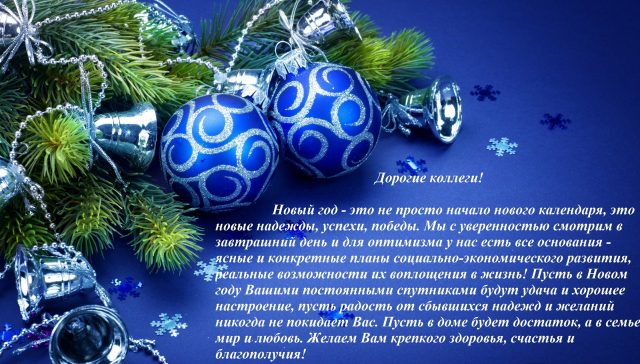 Дорогие коллеги!
Новый год - это не просто начало нового календаря, это
новые надежды, успехи, победы. Мы с уверенностью смотрим в
завтрашний день и для оптимизма у нас есть все основания -
ясные и конкретные планы социально-экономического развития,
реальные возможности их воплощения в жизнь! Пусть в Новом
году Вашими постоянными спутниками будут удача и хорошее
настроение, пусть радость от сбывшихся надежд и желаний
никогда не покидает Вас. Пусть в доме будет достаток, а в семье
мир и любовь. Желаем Вам крепкого здоровья, счастья и
благополучия!